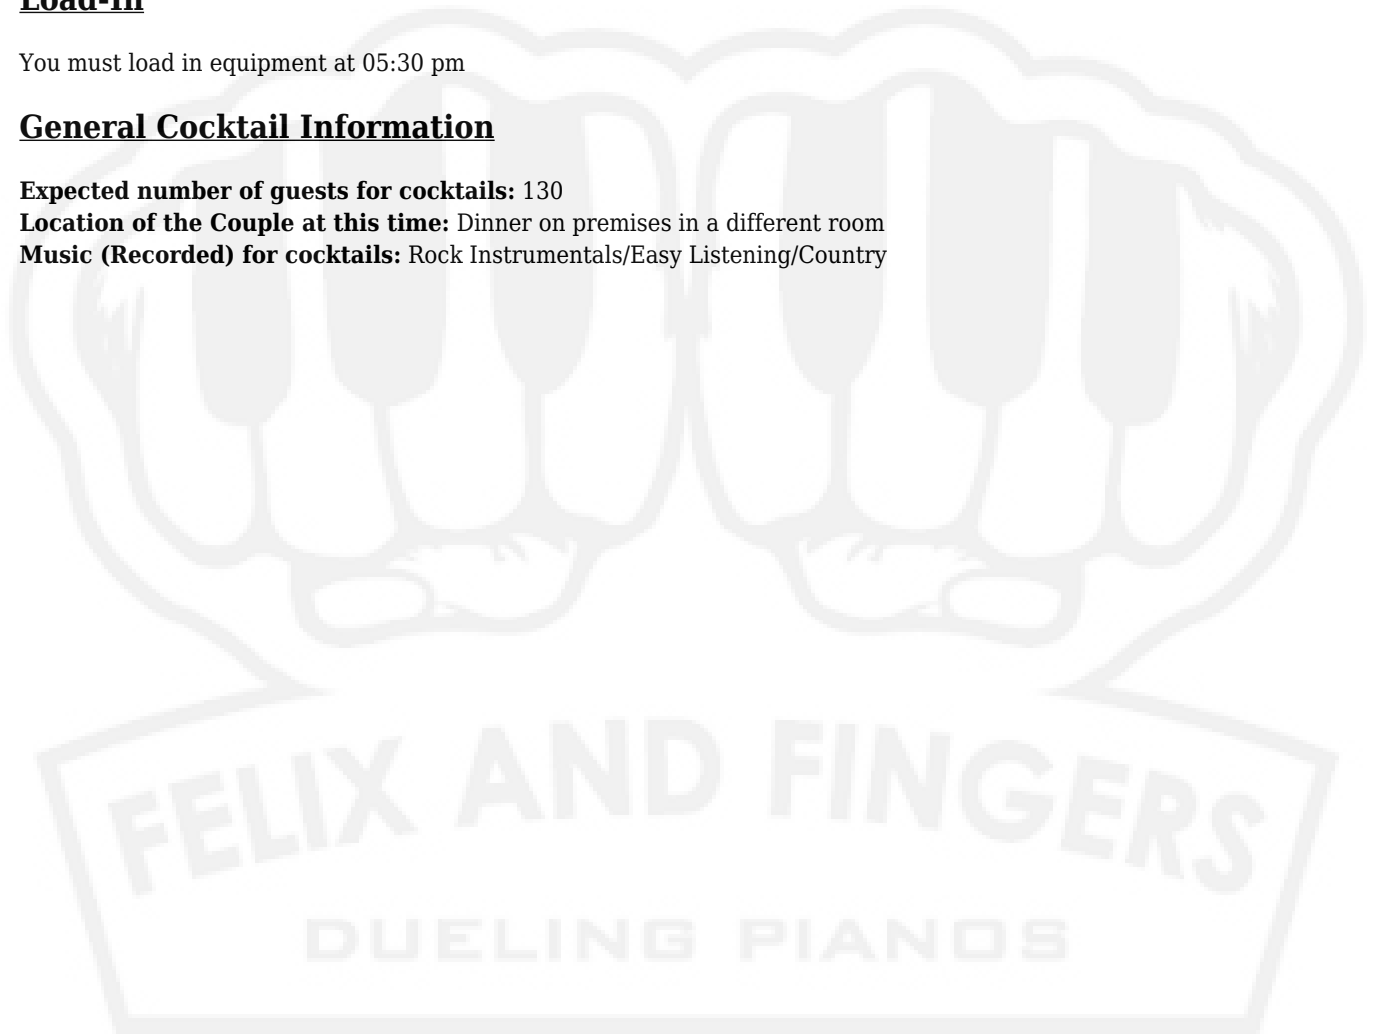 Load-In
You must load in equipment at 05:30 pm
General Cocktail Information
Expected number of guests for cocktails: 130
Location of the Couple at this time: Dinner on premises in a different room
Music (Recorded) for cocktails: Rock Instrumentals/Easy Listening/Country
FELIX AND FINGERS
DUELING PIANOS